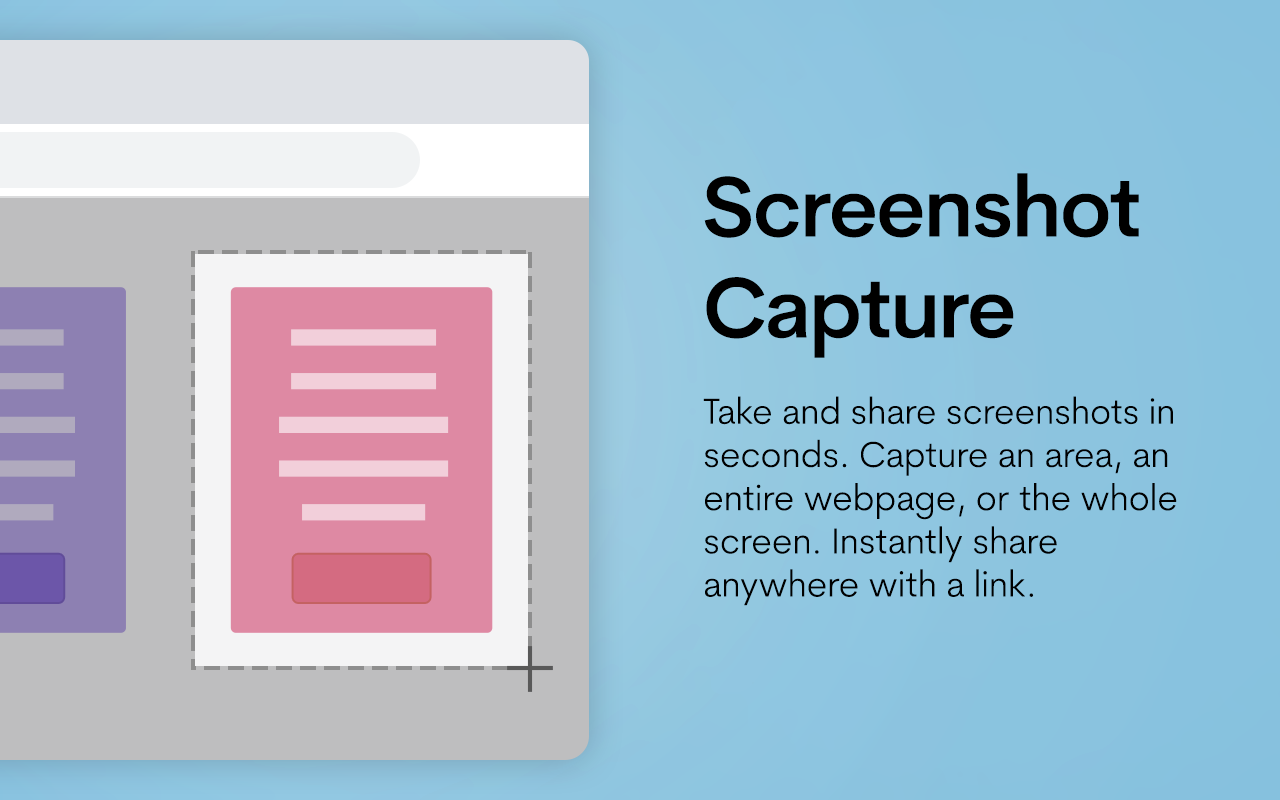 Screenshot
Capture
Take and share screenshots in
seconds. Capture an area, an
entire webpage, or the whole
screen. Instantly share
anywhere with a link.